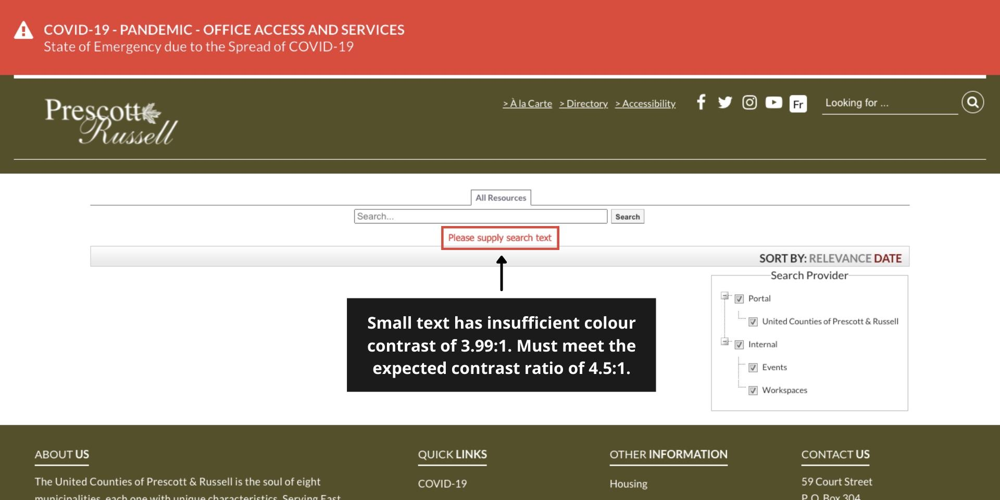 COVID-19 - PANDEMIC - OFFICE ACCESS AND SERVICES
State of Emergency due to the Spread of COVID-19
Prescott
Russell
> À la Carte > Directory > Accessibility Fr Looking for ...
All Resources
Search... Search
Please supply search text
SORT BY: RELEVANCE DATE
Search Provider
Portal
United Counties of Prescott & Russell
Internal
Events
Workspaces
Small text has insufficient colour
contrast of 3.99:1. Must meet the
expected contrast ratio of 4.5:1.
ABOUT US
The United Counties of Prescott & Russell is the soul of eight
municipalities, each one with unique characteristics. Serving East
QUICK LINKS
COVID-19
OTHER INFORMATION
Housing
CONTACT US
59 Court Street
P.O. Box 304